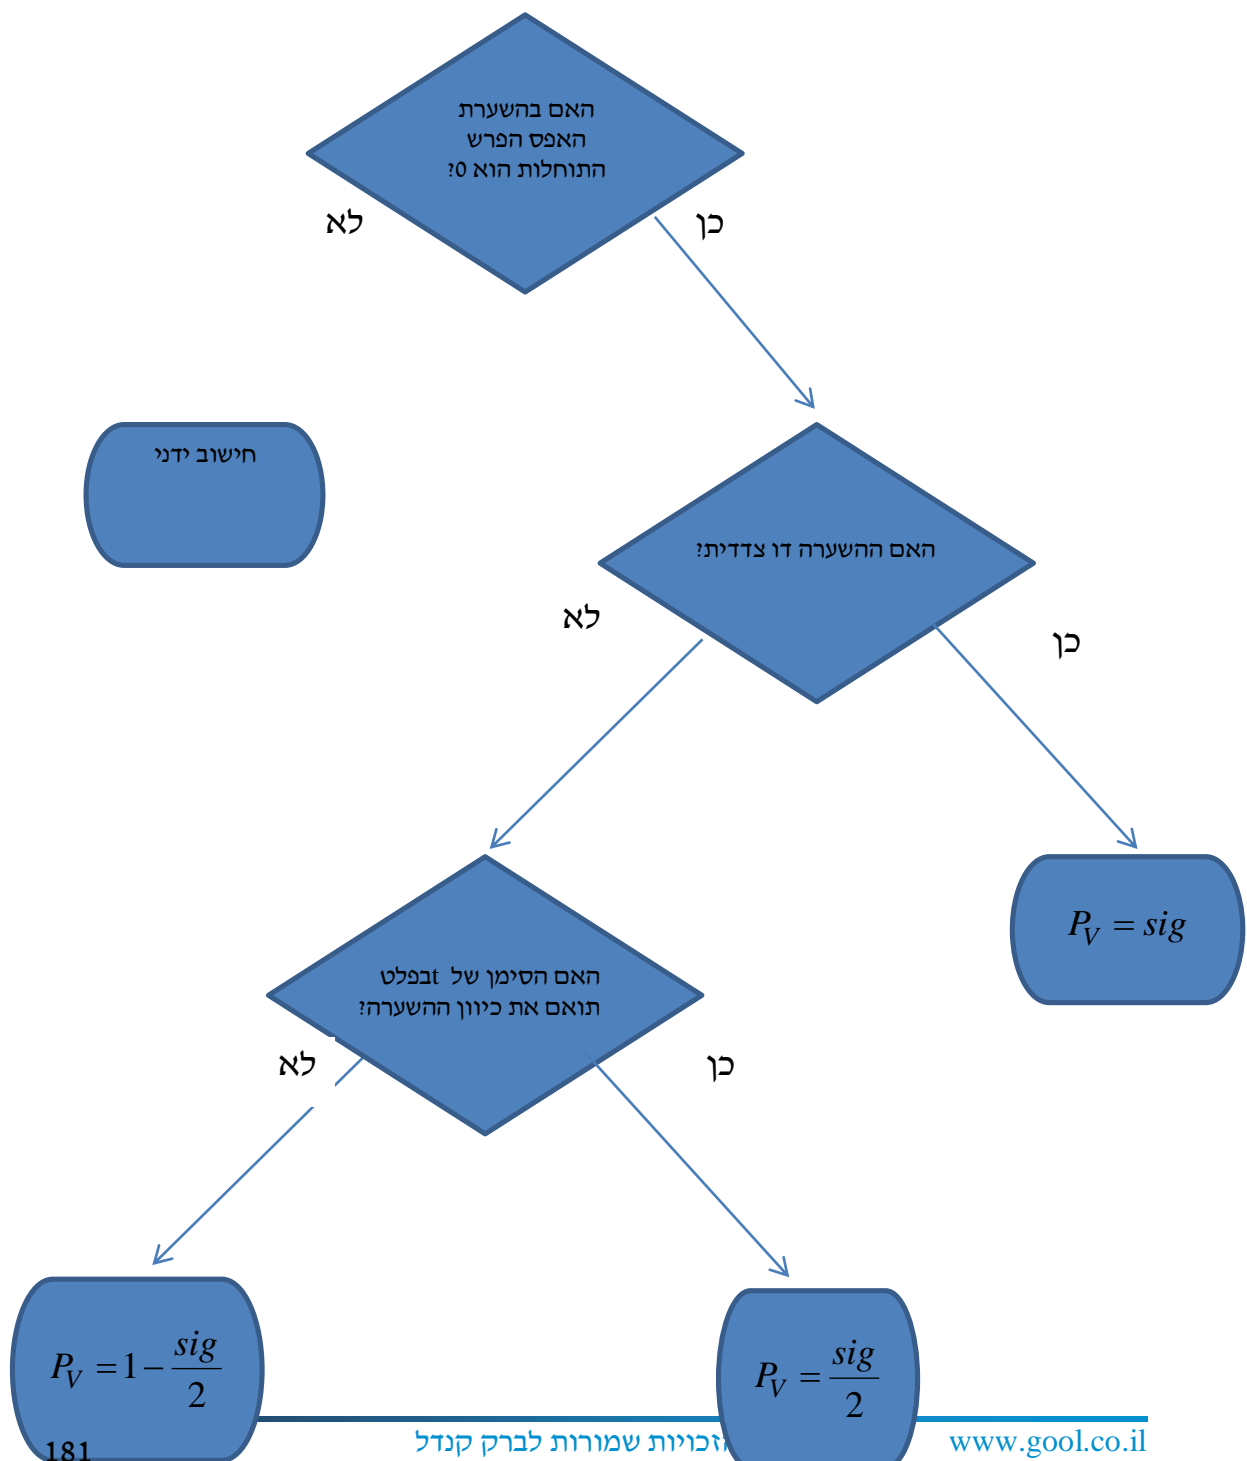 האם בהשערת
האפס הפרש
התוחלות הוא 0?
לא
כן
חישוב ידני
האם ההשערה דו צדדית?
לא
כן
P_V = sig
האם הסימן של tבפלט
תואם את כיוון ההשערה?
לא
כן
P_V = 1 - sig/2
P_V = sig/2
181
זכויות שמורות לברק קנדל
www.gool.co.il